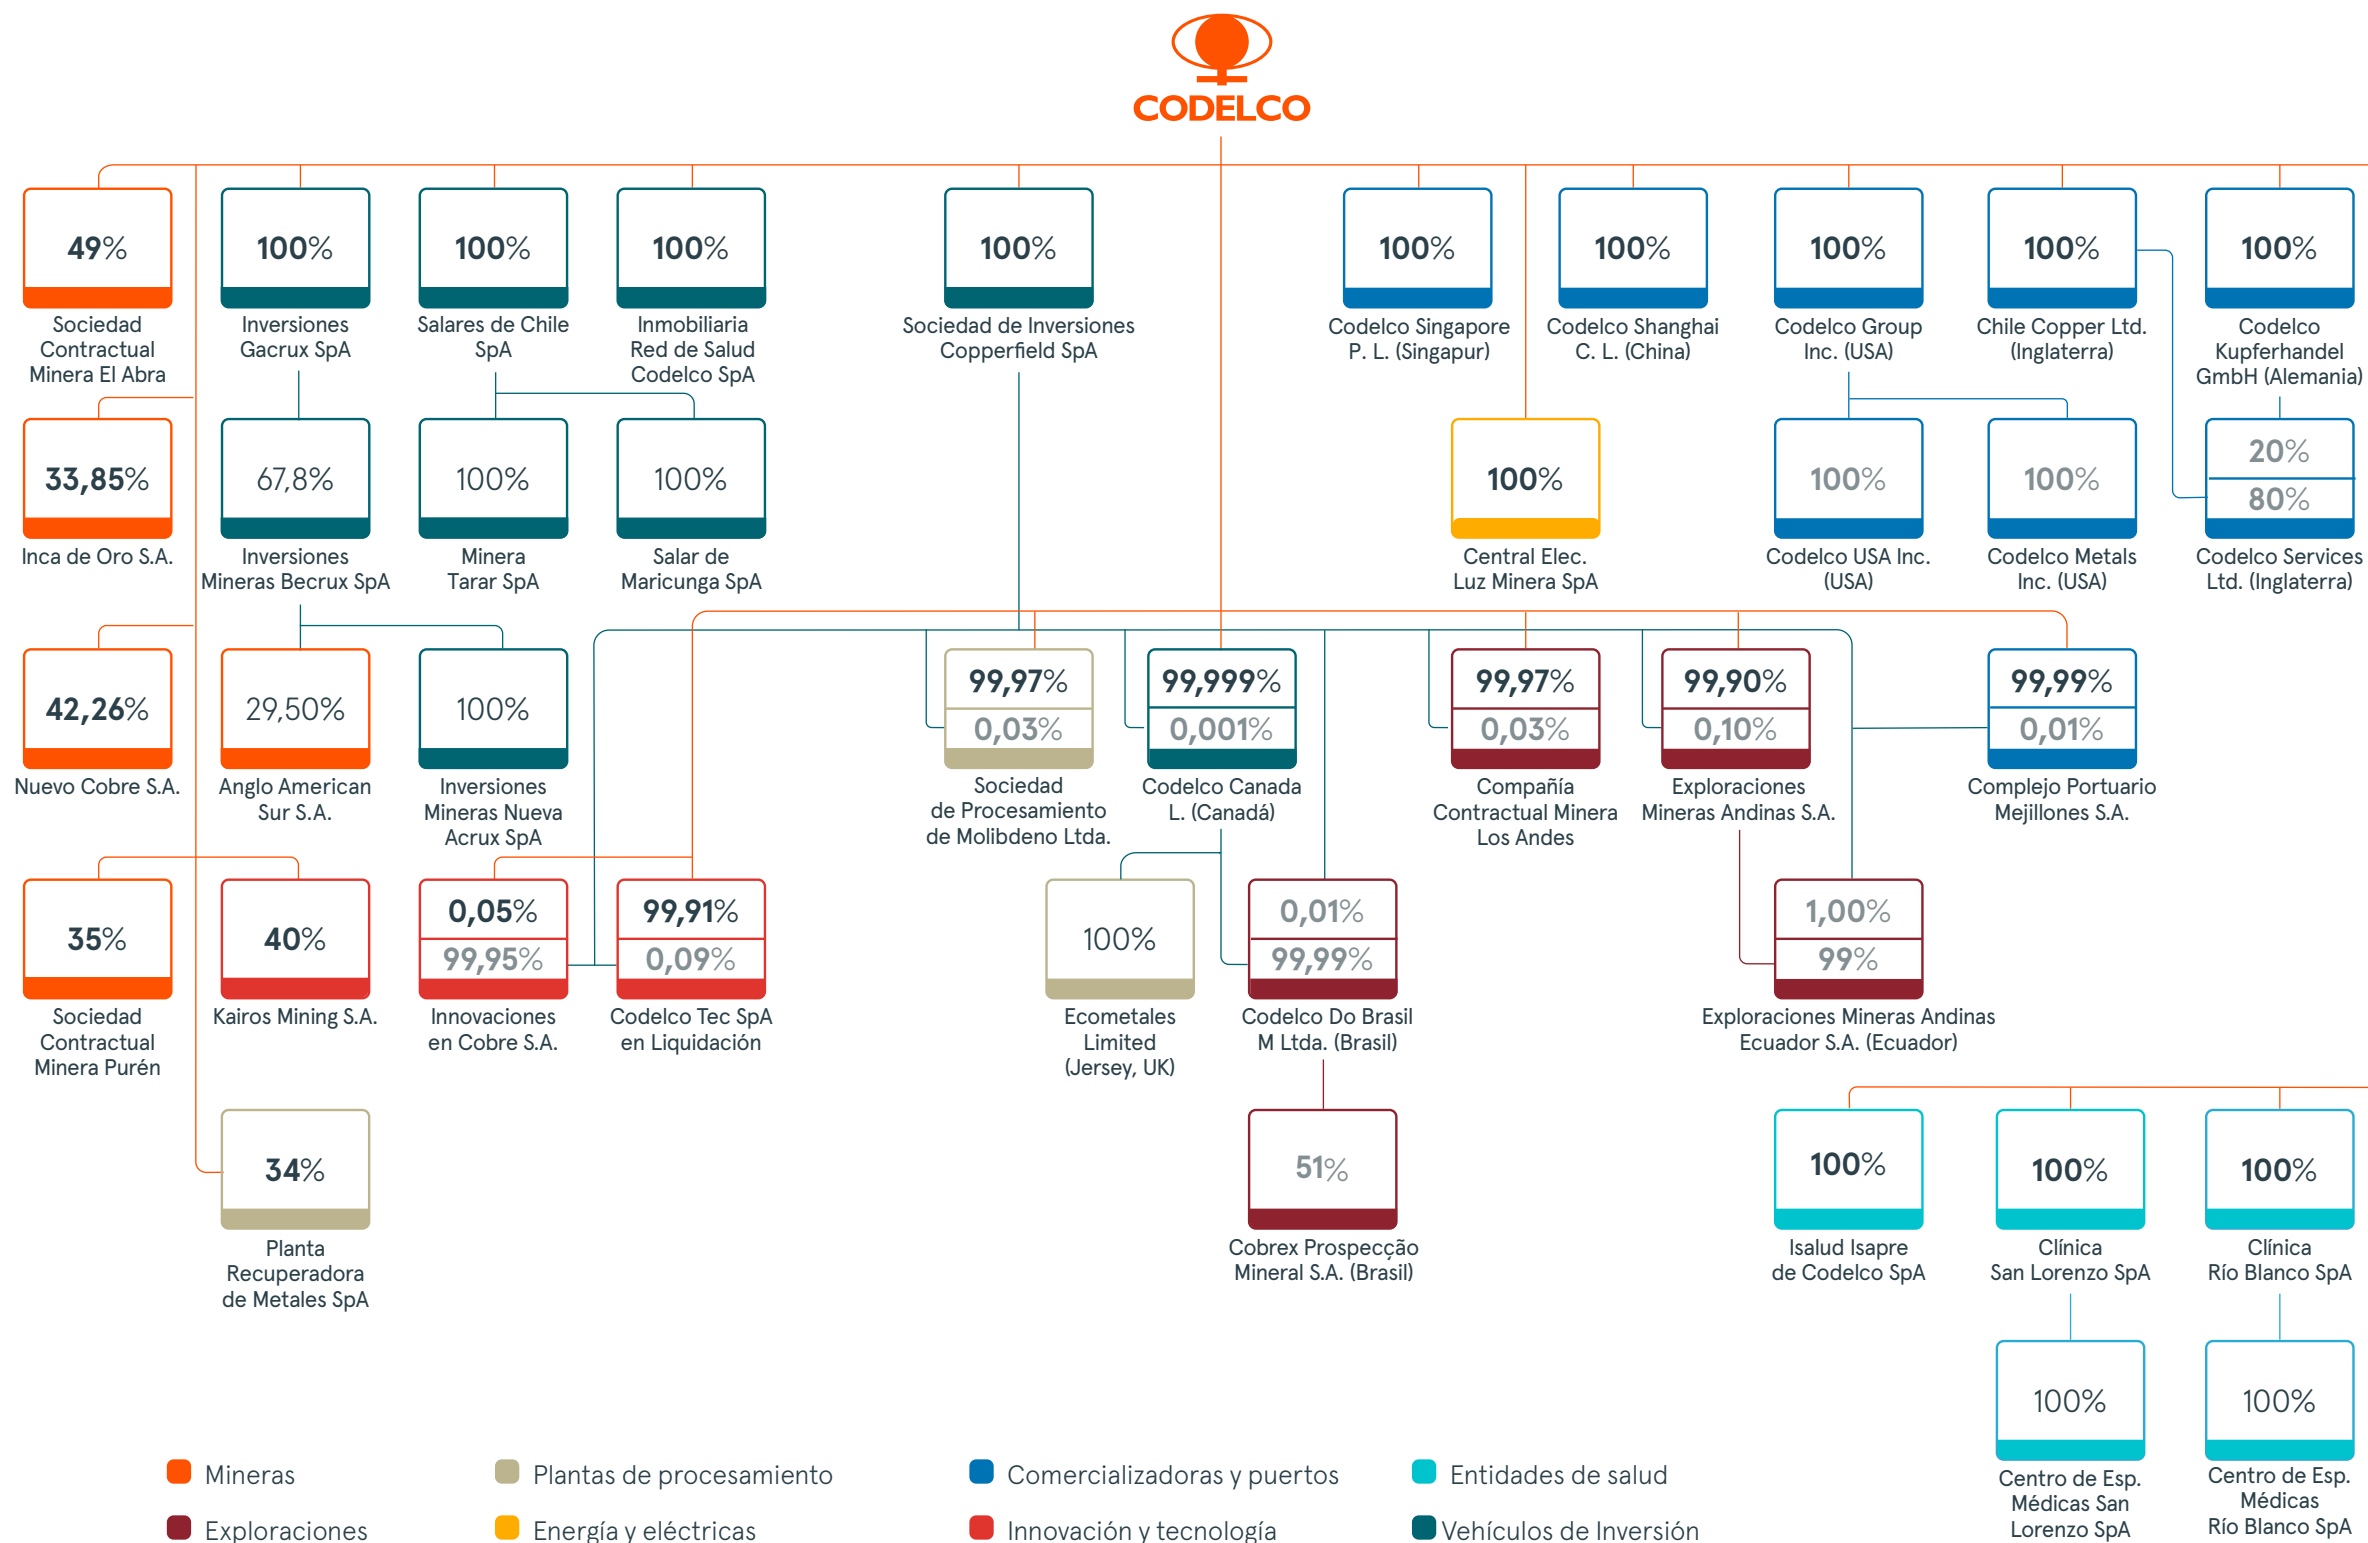 CODELCO
49%
Sociedad
Contractual
Minera El Abra
100%
Inversiones
Gacrux SpA
100%
Salares de Chile
SpA
100%
Inmobiliaria
Red de Salud
Codelco SpA
100%
Sociedad de Inversiones
Copperfield SpA
100%
Codelco Singapore
P. L. (Singapur)
100%
Codelco Shanghai
C. L. (China)
100%
Codelco Group
Inc. (USA)
100%
Chile Copper Ltd.
(Inglaterra)
100%
Codelco
Kupferhandel
GmbH (Alemania)
33,85%
Inca de Oro S.A.
67,8%
Inversiones
Mineras Becrux SpA
100%
Minera
Tarar SpA
100%
Salar de
Maricunga SpA
100%
Central Elec.
Luz Minera SpA
100%
Codelco USA Inc.
(USA)
100%
Codelco Metals
Inc. (USA)
20%
80%
Codelco Services
Ltd. (Inglaterra)
42,26%
Nuevo Cobre S.A.
29,50%
Anglo American
Sur S.A.
100%
Inversiones
Mineras Nueva
Acrux SpA
99,97%
0,03%
Sociedad
de Procesamiento
de Molibdeno Ltda.
99,999%
0,001%
Codelco Canada
L. (Canadá)
99,97%
0,03%
Compañía
Contractual Minera
Los Andes
99,90%
0,10%
Exploraciones
Mineras Andinas S.A.
99,99%
0,01%
Complejo Portuario
Mejillones S.A.
35%
Sociedad
Contractual
Minera Purén
40%
Kairos Mining S.A.
0,05%
99,95%
Innovaciones
en Cobre S.A.
99,91%
0,09%
Codelco Tec SpA
en Liquidación
100%
Ecometales
Limited
(Jersey, UK)
0,01%
99,99%
Codelco Do Brasil
M Ltda. (Brasil)
1,00%
99%
Exploraciones Mineras Andinas
Ecuador S.A. (Ecuador)
34%
Planta
Recuperadora
de Metales SpA
51%
Cobrex Prospecção
Mineral S.A. (Brasil)
100%
Isalud Isapre
de Codelco SpA
100%
Clínica
San Lorenzo SpA
100%
Clínica
Río Blanco SpA
100%
Centro de Esp.
Médicas San
Lorenzo SpA
100%
Centro de Esp.
Médicas
Río Blanco SpA
Mineras
Plantas de procesamiento
Comercializadoras y puertos
Entidades de salud
Exploraciones
Energía y eléctricas
Innovación y tecnología
Vehículos de Inversión